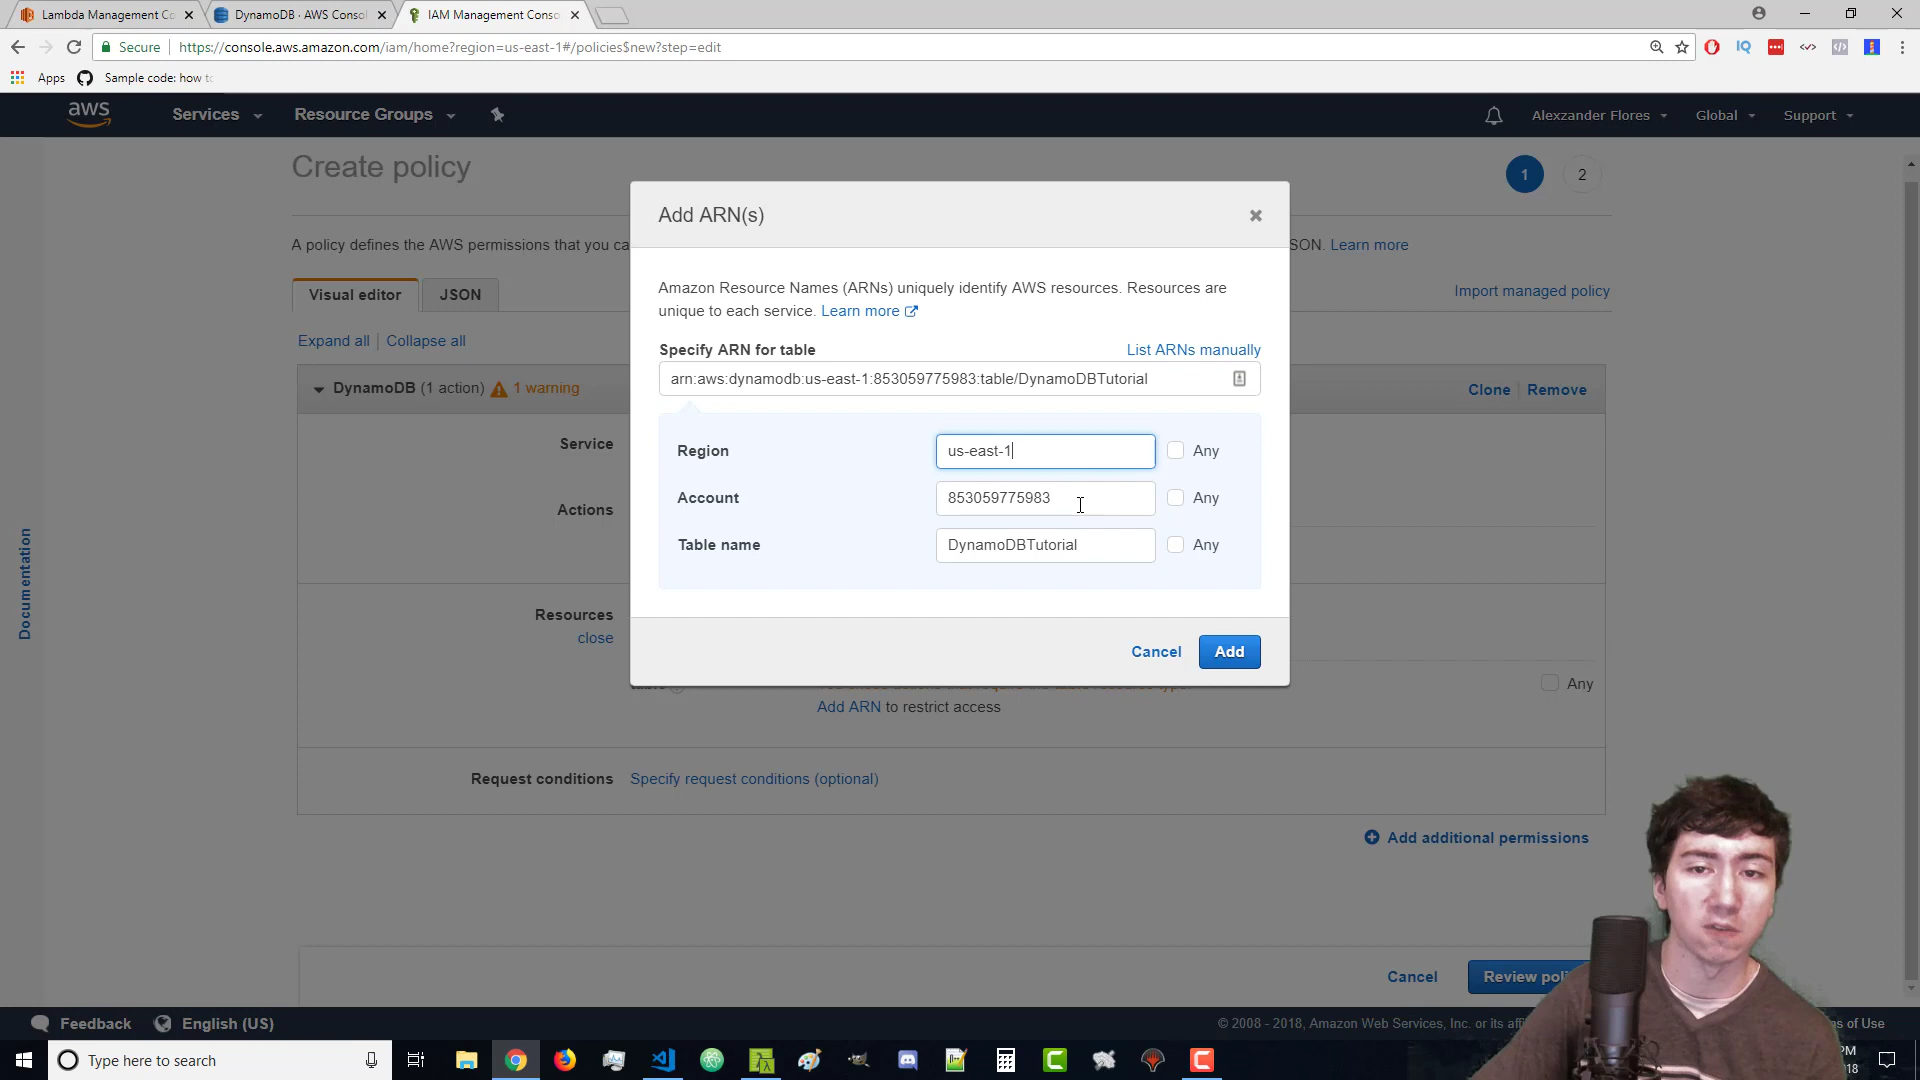 Lambda Management Co
DynamoDB · AWS Consol
IAM Management Conso
Secure
https://console.aws.amazon.com/iam/home?region=us-east-1#/policies$new?step=edit
Apps
Sample code: how to
aws
Services
Resource Groups
Alexzander Flores
Global
Support
Create policy
1
2
A policy defines the AWS permissions that you ca
SON. Learn more
Visual editor
JSON
Import managed policy
Expand all | Collapse all
DynamoDB (1 action)
1 warning
Clone
Remove
Service
Actions
Resources
close
Add ARN(s)
Amazon Resource Names (ARNs) uniquely identify AWS resources. Resources are
unique to each service. Learn more
Specify ARN for table
List ARNs manually
arn:aws:dynamodb:us-east-1:853059775983:table/DynamoDBTutorial
Region
us-east-1
Any
Account
853059775983
Any
Table name
DynamoDBTutorial
Any
Cancel
Add
Any
Add ARN to restrict access
Request conditions
Specify request conditions (optional)
Add additional permissions
Cancel
Review poli
Documentation
Feedback
English (US)
© 2008 - 2018, Amazon Web Services, Inc. or its affi
s of Use
Type here to search
PM
18